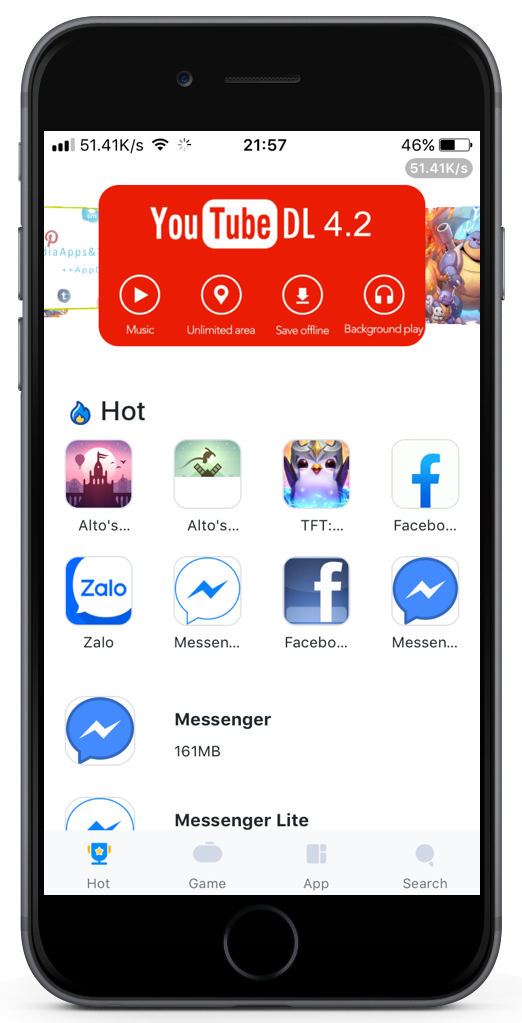 51.41K/s
21:57
46%
51.41K/s
YouTube DL 4.2
diaApps&
++App
Music
Unlimited area
Save offline
Background play
Hot
Alto's...
Alto's...
TFT:...
Facebo...
Zalo
Zalo
Messen...
Facebo...
Messen...
Messenger
161MB
Messenger Lite
Hot
Game
App
Search